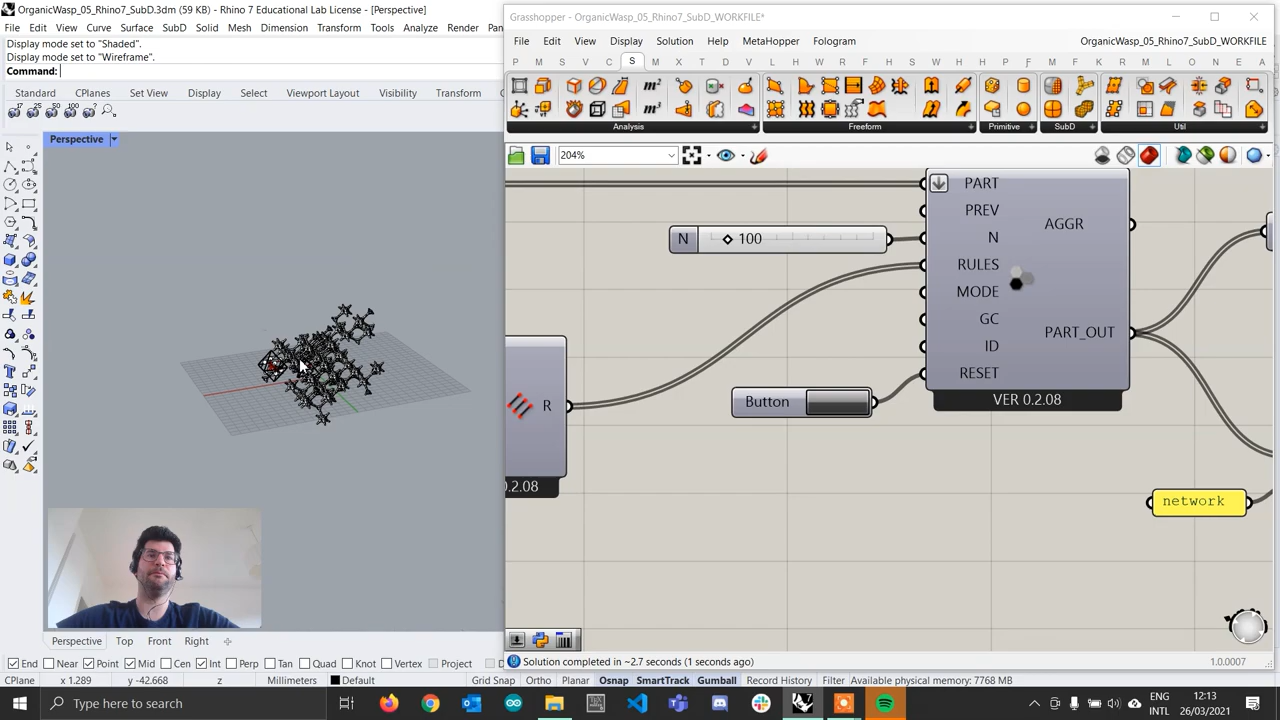 OrganicWasp_05_Rhino7_SubD.3dm (59 KB) - Rhino 7 Educational Lab License - [Perspective]
File Edit View Curve Surface SubD Solid Mesh Dimension Transform Tools Analyze Render Pan
Display mode set to "Shaded".
Display mode set to "Wireframe".
Command:
Standard CPlanes Set View Display Select Viewport Layout Visibility Transform
17 25 50 100 ?
Perspective
Perspective Top Front Right
End Near Point Mid Cen Int Perp Tan Quad Knot Vertex Project
CPlane x 1.289 y -42.668 z Millimeters Default Grid Snap Ortho Planar Osnap SmartTrack Gumball Record History Filter Available physical memory: 7768 MB
Grasshopper - OrganicWasp_05_Rhino7_SubD_WORKFILE*
File Edit View Display Solution Help MetaHopper Fologram OrganicWasp_05_Rhino7_SubD_WORKFILE
P M S V M C S I T D V K W A L H E S P H F R M O B E A
Analysis Freeform Primitive SubD Util
204%
PART
PREV
N 100
N
AGGR
RULES
MODE
GC
PART_OUT
ID
RESET
VER 0.2.08
Button
R
0.2.08
network
Solution completed in ~2.7 seconds (1 seconds ago)
1.0.0007
Type here to search
ENG
INTL
12:13
26/03/2021